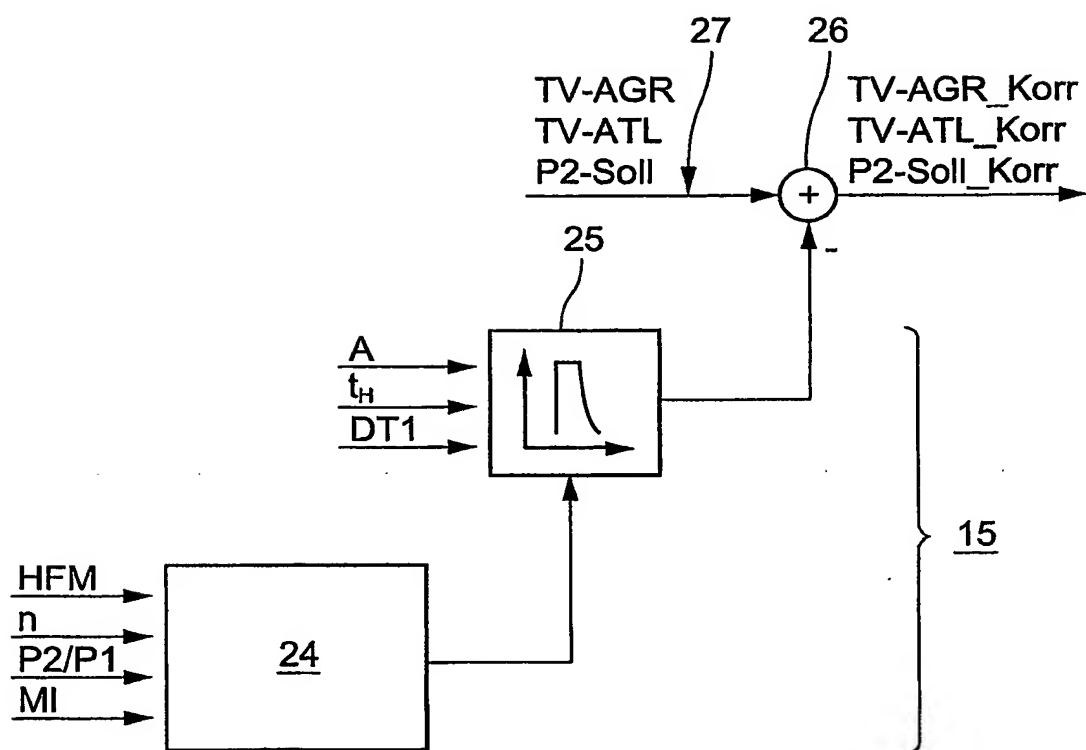 27
26
TV-AGR
TV-ATL
P2-Soll
TV-AGR_Korr
TV-ATL_Korr
P2-Soll_Korr
+
-
25
A
tH
DT1
15
HFM
n
P2/P1
MI
24